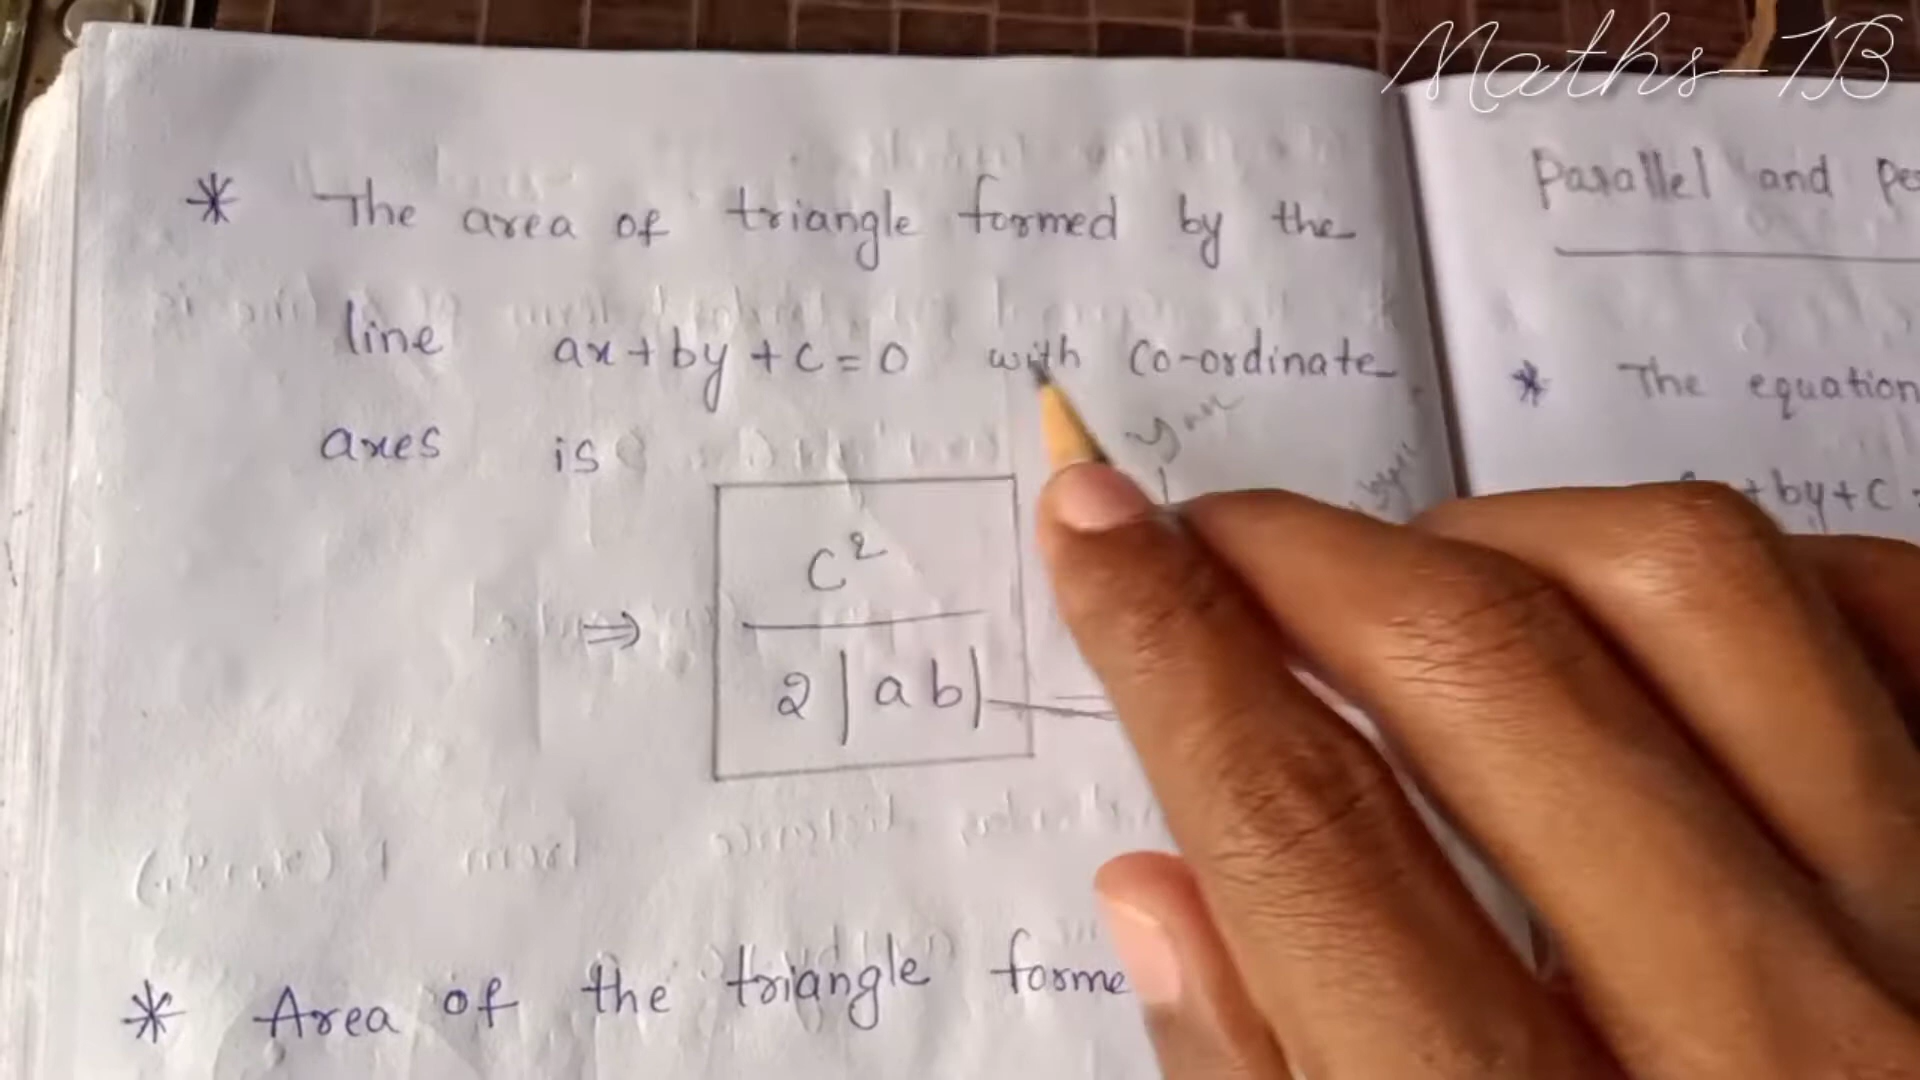 Maths-1B
* The area of triangle formed by the
line ax+by+c=0 with co-ordinate
axes is
⇒ c²
2|ab|
* Area of the triangle forme
Parallel and pe
* The equation
+by+c